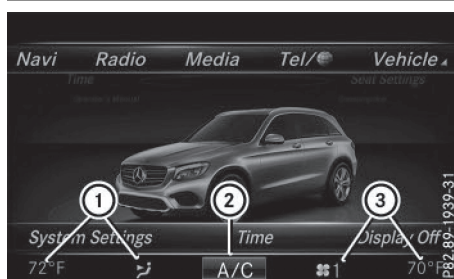 Navi Radio Media Tel/ Vehicle
Time Seat Settings
1 2 3
System Settings Time Display Off
72°F A/C 1 70°F
P82.89-1939-31